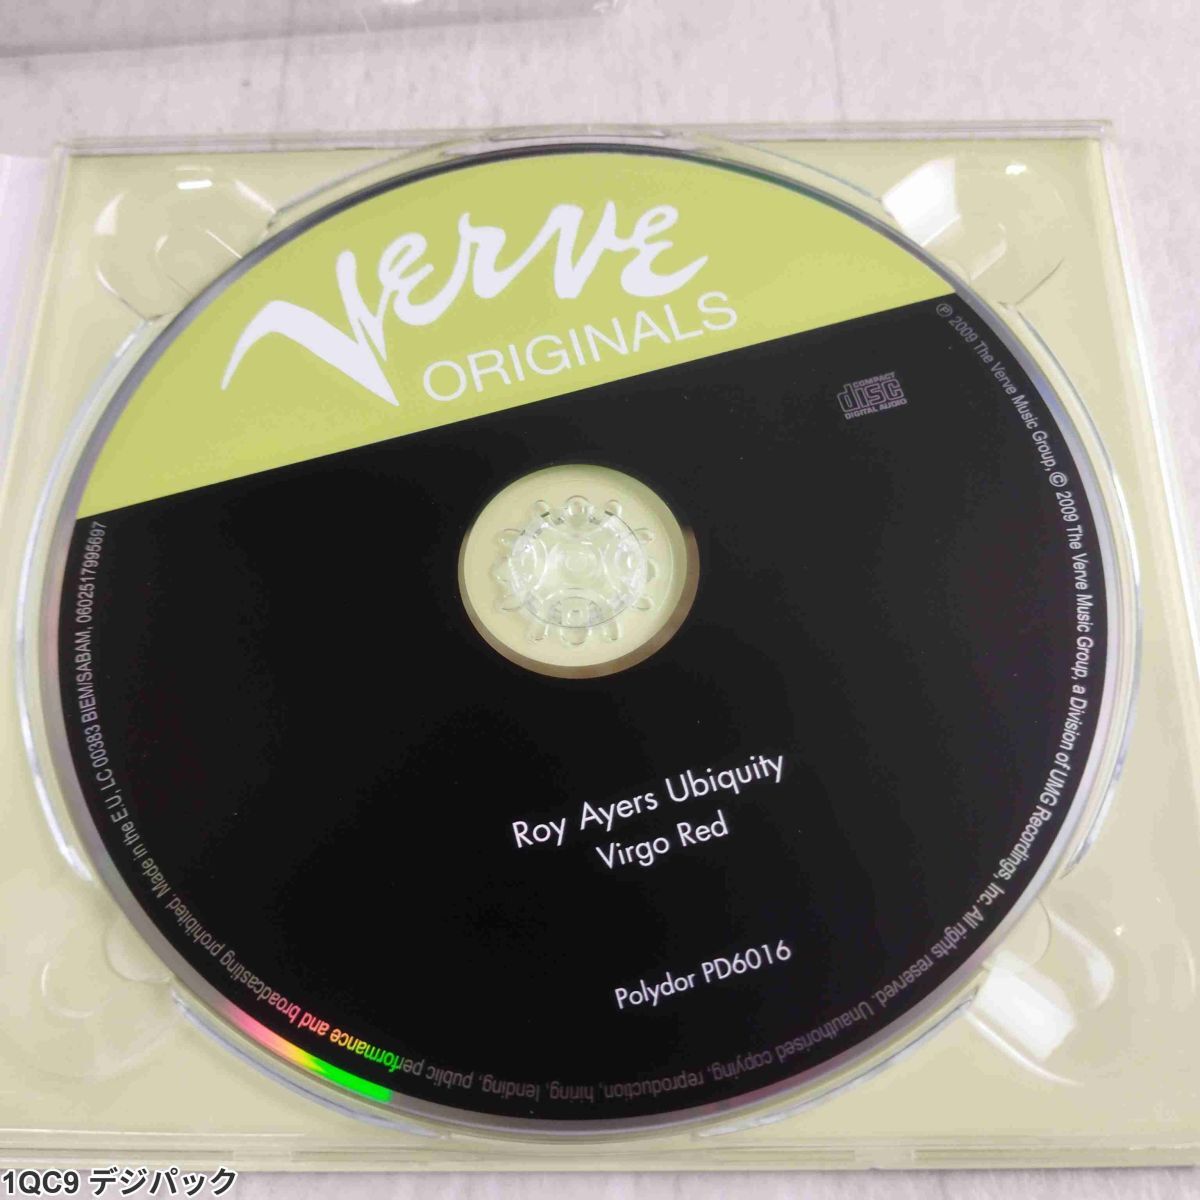 Verve
ORIGINALS
COMPACT
disc
DIGITAL AUDIO
℗ 2009 The Verve Music Group, © 2009 The Verve Music Group, a Division of UMG Recordings, Inc. All rights reserved. Unauthorised copying, reproduction, hiring, lending, public performance and broadcasting prohibited. Made in the E.U. LC 00383 BIEM/SABAM, 0602517995697
Roy Ayers Ubiquity
Virgo Red
Polydor PD6016
1QC9 デジパック